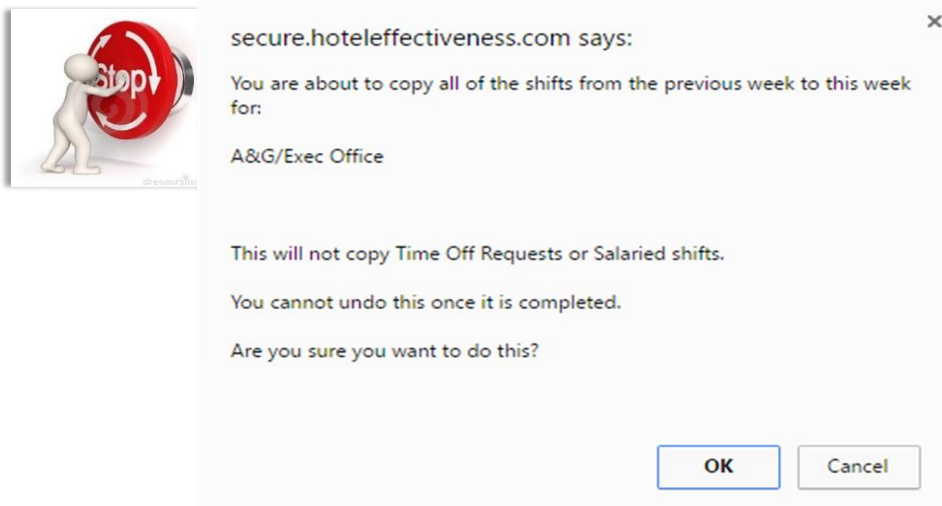 Stop
secure.hoteleffectiveness.com says:
You are about to copy all of the shifts from the previous week to this week
for:
A&G/Exec Office
This will not copy Time Off Requests or Salaried shifts.
You cannot undo this once it is completed.
Are you sure you want to do this?
OK
Cancel